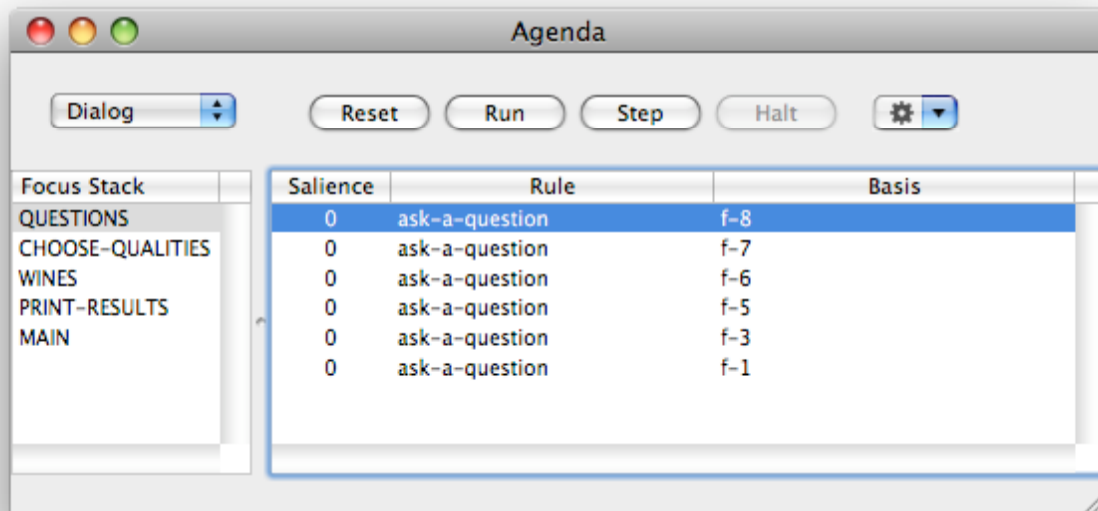 Agenda
Dialog Reset Run Step Halt
Focus Stack Salience Rule Basis
QUESTIONS 0 ask-a-question f-8
CHOOSE-QUALITIES 0 ask-a-question f-7
WINES 0 ask-a-question f-6
PRINT-RESULTS 0 ask-a-question f-5
MAIN 0 ask-a-question f-3
0 ask-a-question f-1